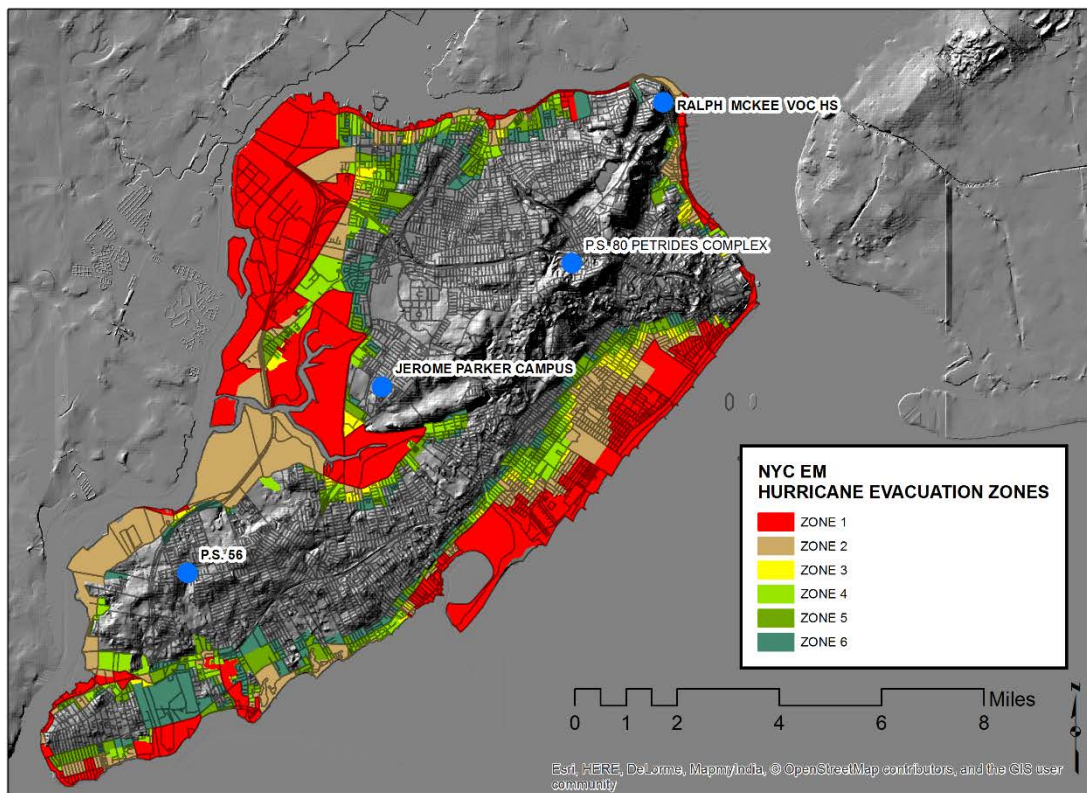 RALPH MCKEE VOC HS
P.S. 80 PETRIDES COMPLEX
JEROME PARKER CAMPUS
P.S. 56
NYC EM
HURRICANE EVACUATION ZONES
ZONE 1
ZONE 2
ZONE 3
ZONE 4
ZONE 5
ZONE 6
Miles
0 1 2 4 6 8
Z
Esri, HERE, DeLorme, MapmyIndia, © OpenStreetMap contributors, and the GIS user
community